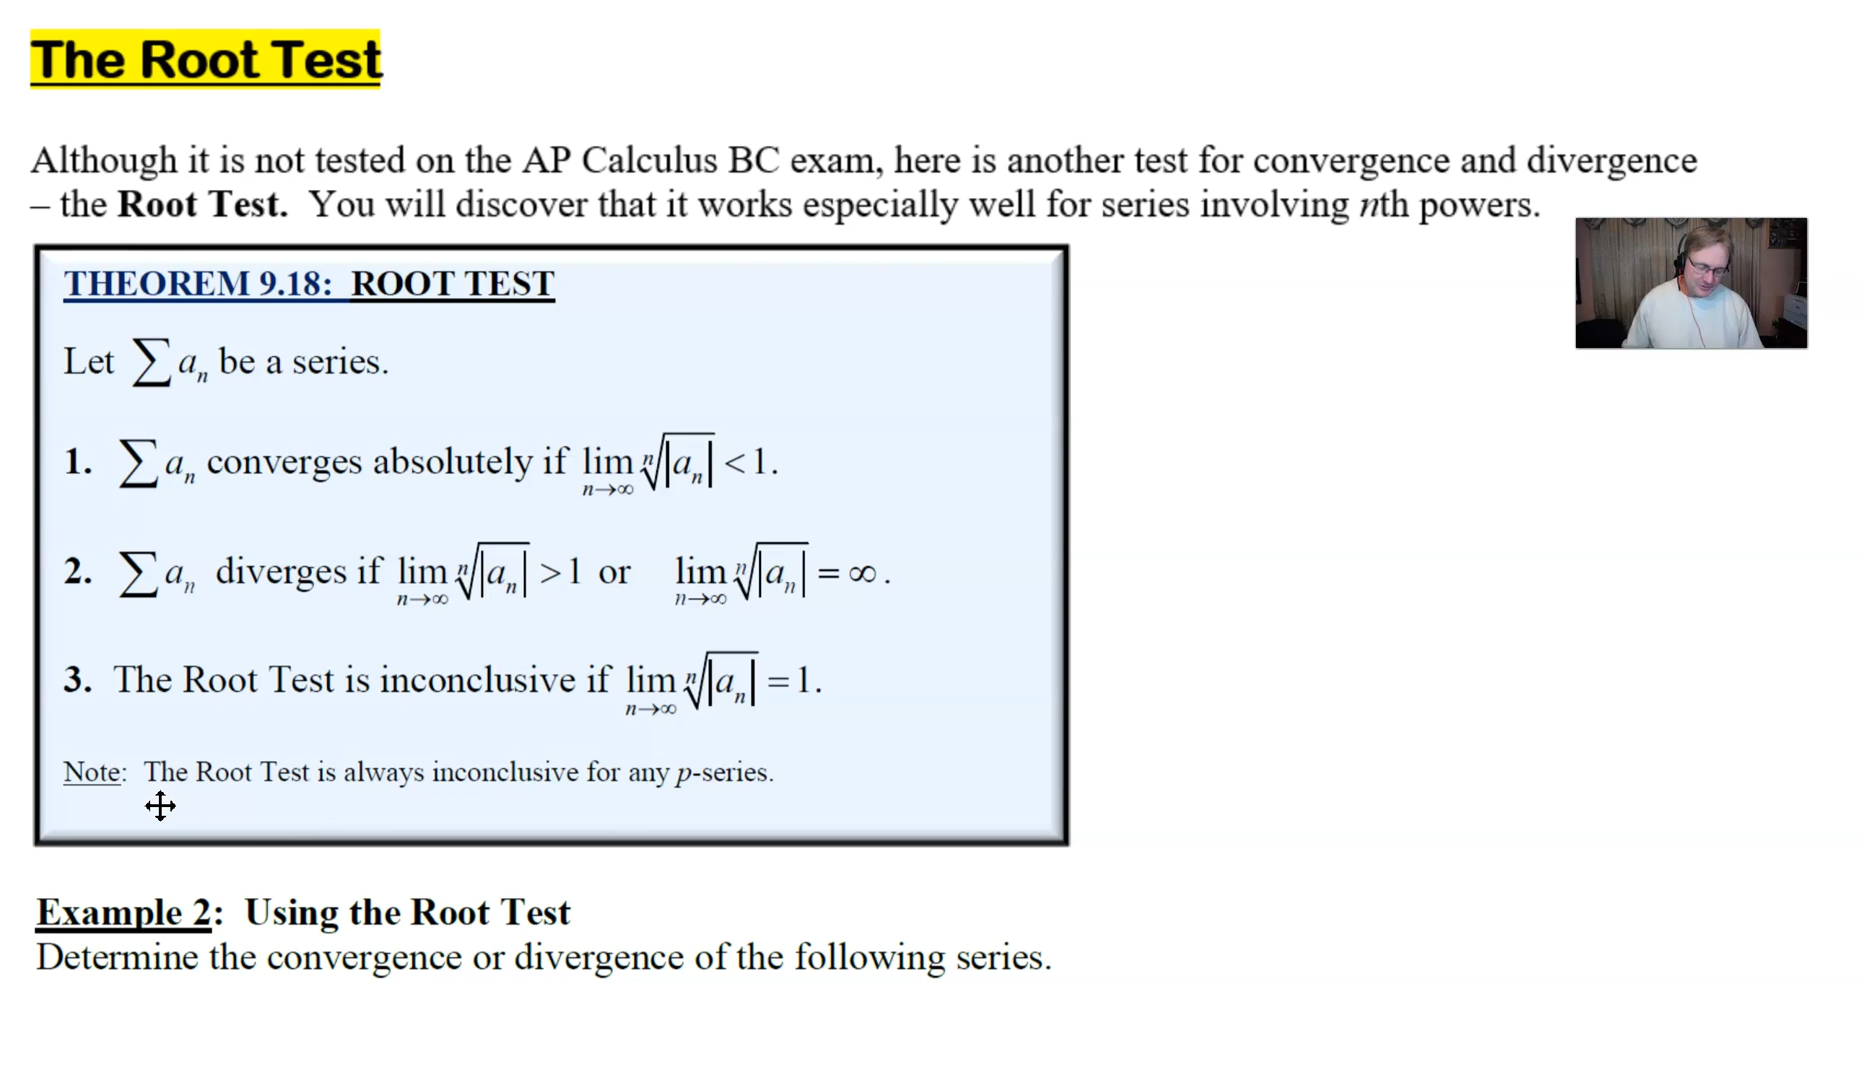 The Root Test
Although it is not tested on the AP Calculus BC exam, here is another test for convergence and divergence
– the Root Test.  You will discover that it works especially well for series involving nth powers.
THEOREM 9.18:  ROOT TEST
Let ∑ aₙ be a series.
1.  ∑ aₙ converges absolutely if lim n→∞ ⁿ√|aₙ| < 1.
2.  ∑ aₙ diverges if lim n→∞ ⁿ√|aₙ| > 1 or lim n→∞ ⁿ√|aₙ| = ∞.
3.  The Root Test is inconclusive if lim n→∞ ⁿ√|aₙ| = 1.
Note:  The Root Test is always inconclusive for any p-series.
Example 2:  Using the Root Test
Determine the convergence or divergence of the following series.